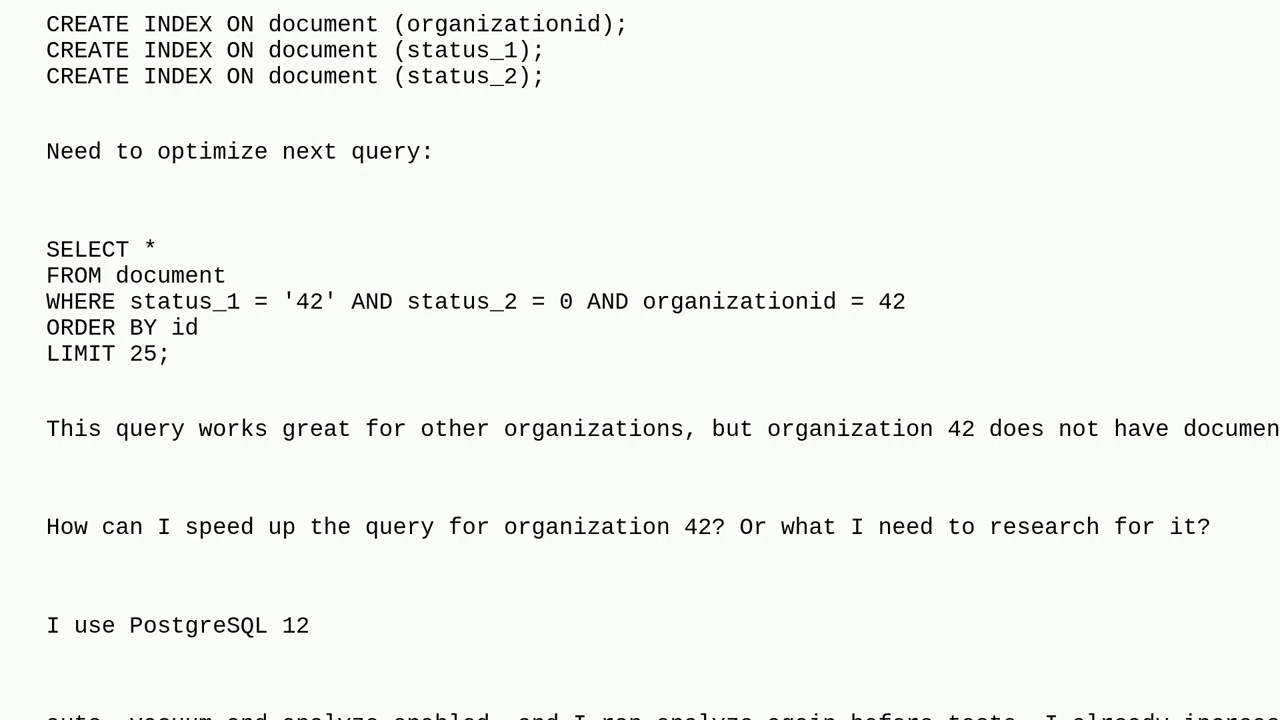 CREATE INDEX ON document (organizationid);
CREATE INDEX ON document (status_1);
CREATE INDEX ON document (status_2);
Need to optimize next query:
SELECT *
FROM document
WHERE status_1 = '42' AND status_2 = 0 AND organizationid = 42
ORDER BY id
LIMIT 25;
This query works great for other organizations, but organization 42 does not have documen
How can I speed up the query for organization 42? Or what I need to research for it?
I use PostgreSQL 12